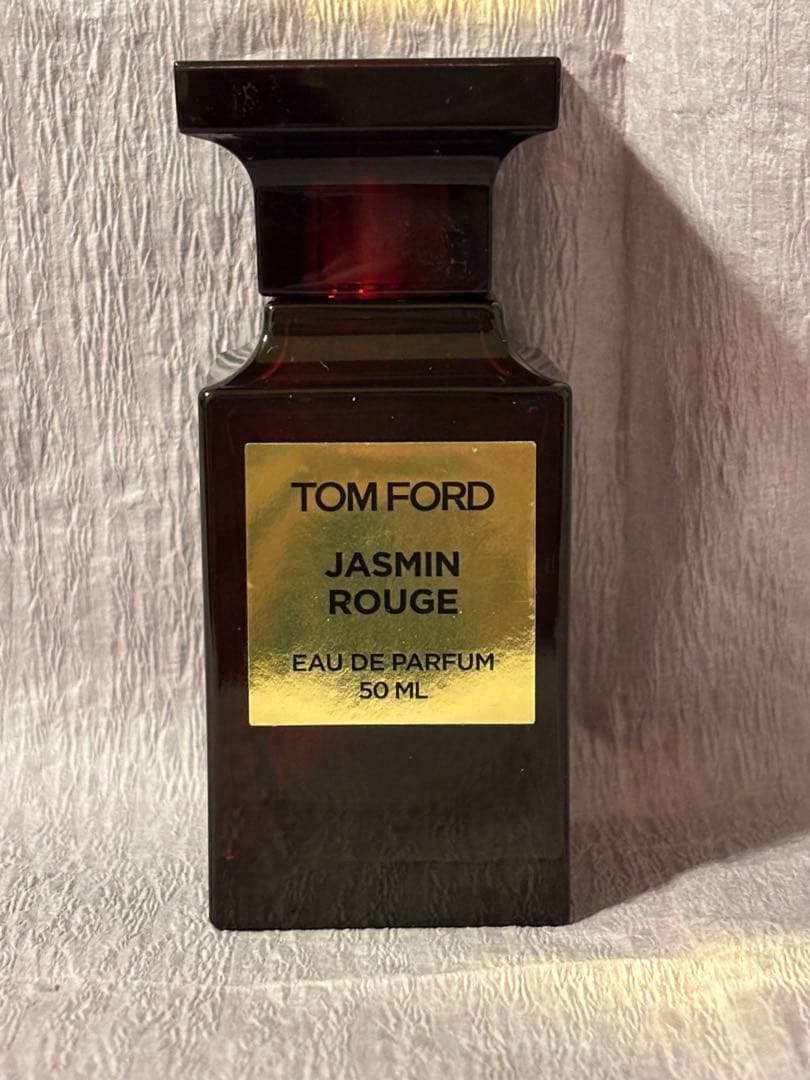 TOM FORD
JASMIN
ROUGE
EAU DE PARFUM
50 ML